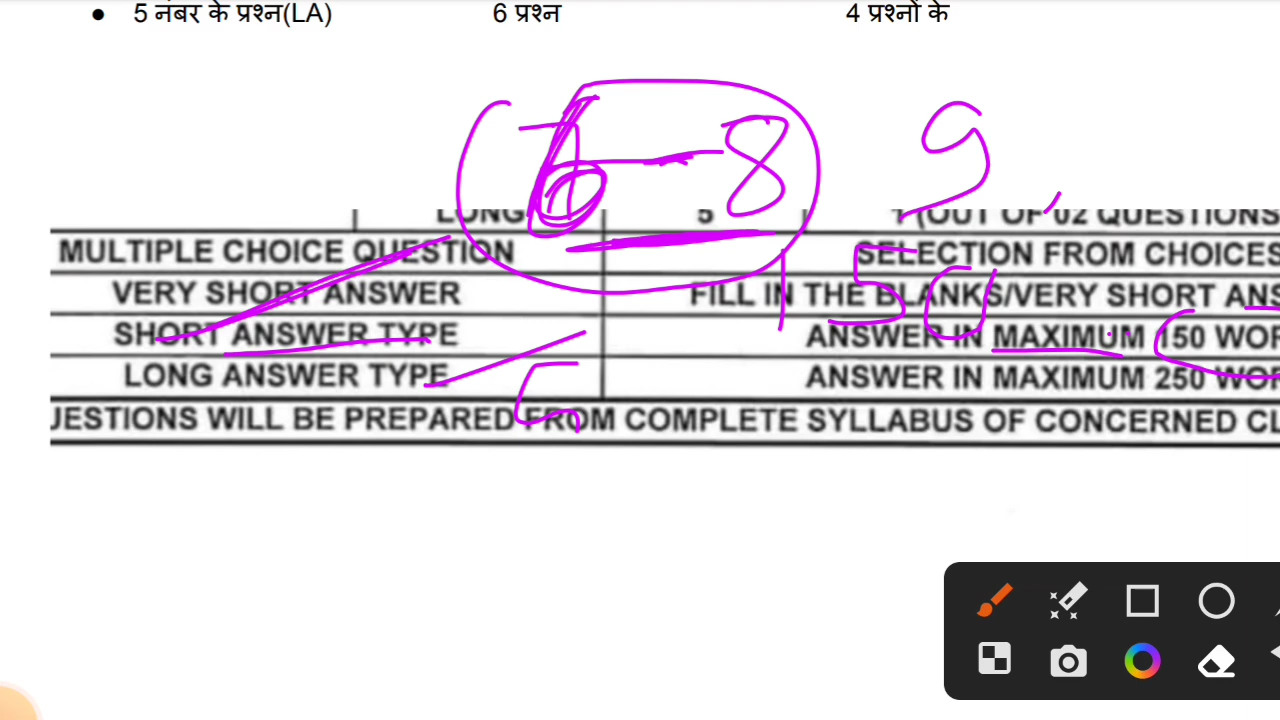 ● 5 नंबर के प्रश्न(LA) 6 प्रश्न 4 प्रश्नों के
6 – 8 9,
LONG 5 1 (OUT OF 02 QUESTIONS
MULTIPLE CHOICE QUESTION SELECTION FROM CHOICES
VERY SHORT ANSWER FILL IN THE BLANKS/VERY SHORT ANS
150
SHORT ANSWER TYPE ANSWER IN MAXIMUM 150 WOR
LONG ANSWER TYPE ANSWER IN MAXIMUM 250 WOR
UESTIONS WILL BE PREPARED FROM COMPLETE SYLLABUS OF CONCERNED CL